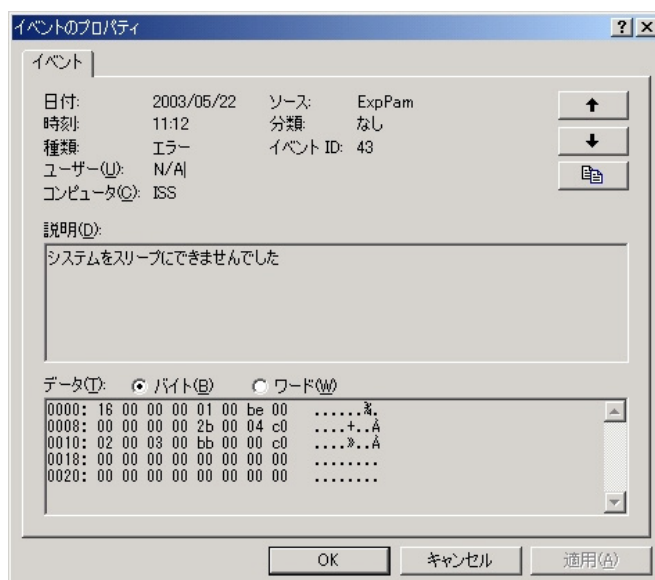 イベントのプロパティ
イベント
日付: 2003/05/22 ソース: ExpPam
時刻: 11:12 分類: なし
種類: エラー イベント ID: 43
ユーザー(U): N/A
コンピュータ(C): ISS
説明(D):
システムをスリープにできませんでした
データ(T): バイト(B) ワード(W)
0000: 16 00 00 00 01 00 be 00 ......¾.
0008: 00 00 00 00 2b 00 04 c0 ....+..À
0010: 02 00 03 00 bb 00 00 c0 ....»..À
0018: 00 00 00 00 00 00 00 00 ........
0020: 00 00 00 00 00 00 00 00 ........
OK キャンセル 適用(A)